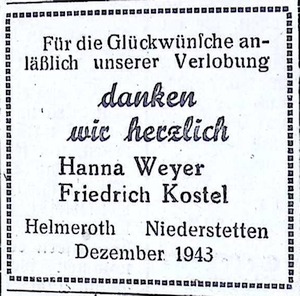 Für die Glückwünſche an-
läßlich unserer Verlobung
danken
wir herzlich
Hanna Weyer
Friedrich Kostel
Helmeroth Niederstetten
Dezember 1943